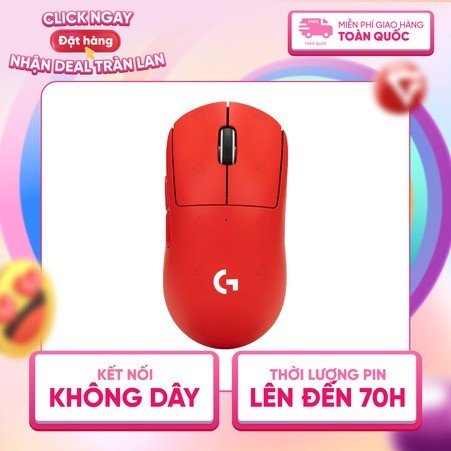 CLICK NGAY
Đặt hàng
NHẬN DEAL TRÀN LAN
MIỄN PHÍ GIAO HÀNG
TOÀN QUỐC
G
KẾT NỐI
KHÔNG DÂY
THỜI LƯỢNG PIN
LÊN ĐẾN 70H